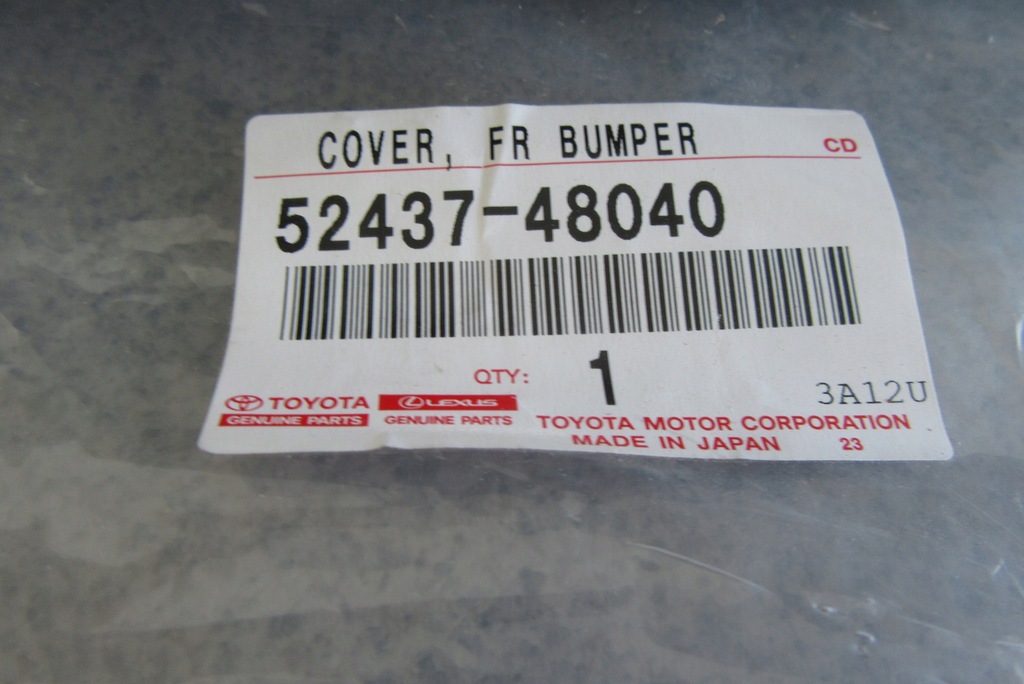 COVER, FR BUMPER CD
52437-48040
QTY: 1
3A12U
TOYOTA LEXUS
GENUINE PARTS GENUINE PARTS TOYOTA MOTOR CORPORATION
MADE IN JAPAN 23